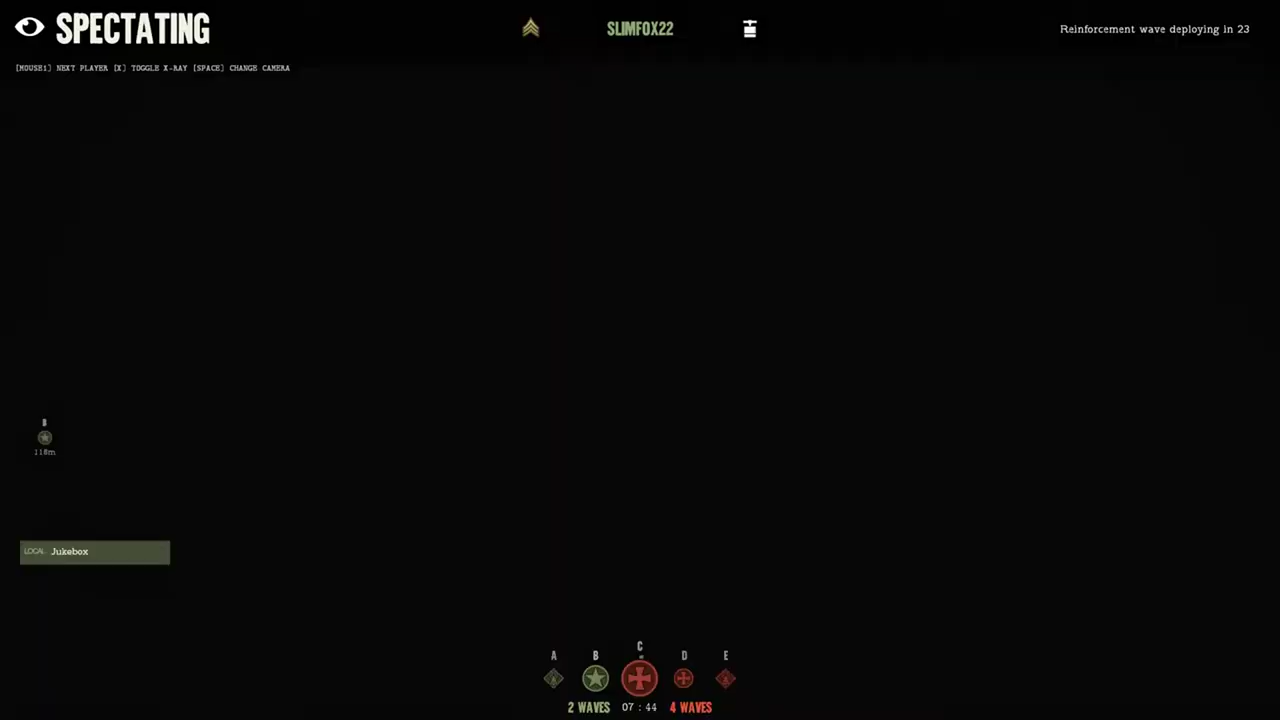 SPECTATING
SLIMFOX22
Reinforcement wave deploying in 23
[MOUSE1] NEXT PLAYER [X] TOGGLE X-RAY [SPACE] CHANGE CAMERA
B
118m
LOCAL Jukebox
A B C D E
2 WAVES 07 : 44 4 WAVES